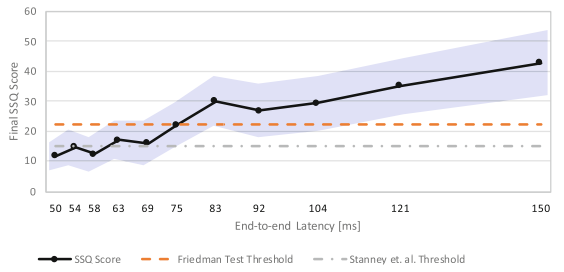 60
50
40
30
20
10
0
Final SSQ Score
50 54 58 63 69 75 83 92 104 121 150
End-to-end Latency [ms]
SSQ Score Friedman Test Threshold Stanney et. al. Threshold